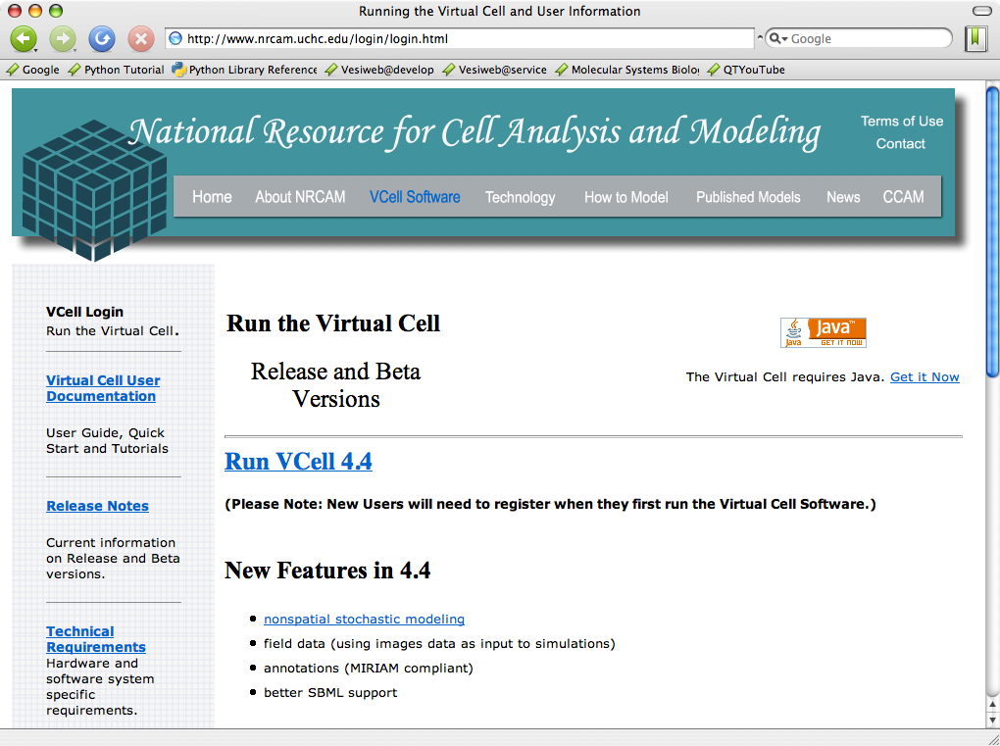 Running the Virtual Cell and User Information
http://www.nrcam.uchc.edu/login/login.html
Google
Google
Python Tutorial
Python Library Reference
Vesiweb@develop
Vesiweb@service
Molecular Systems Biolo
QTYouTube
National Resource for Cell Analysis and Modeling
Terms of Use
Contact
Home
About NRCAM
VCell Software
Technology
How to Model
Published Models
News
CCAM
VCell Login
Run the Virtual Cell.
Virtual Cell User
Documentation
User Guide, Quick
Start and Tutorials
Release Notes
Current information
on Release and Beta
versions.
Technical
Requirements
Hardware and
software system
specific
requirements.
Run the Virtual Cell
Release and Beta
Versions
Java
Java™
GET IT NOW
The Virtual Cell requires Java. Get it Now
Run VCell 4.4
(Please Note: New Users will need to register when they first run the Virtual Cell Software.)
New Features in 4.4
nonspatial stochastic modeling
field data (using images data as input to simulations)
annotations (MIRIAM compliant)
better SBML support